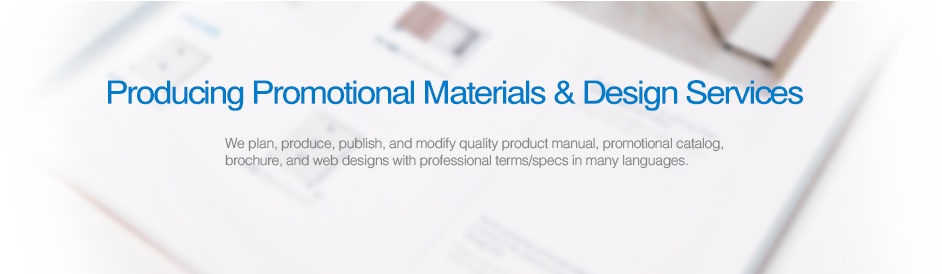 Producing Promotional Materials & Design Services
We plan, produce, publish, and modify quality product manual, promotional catalog,
brochure, and web designs with professional terms/specs in many languages.